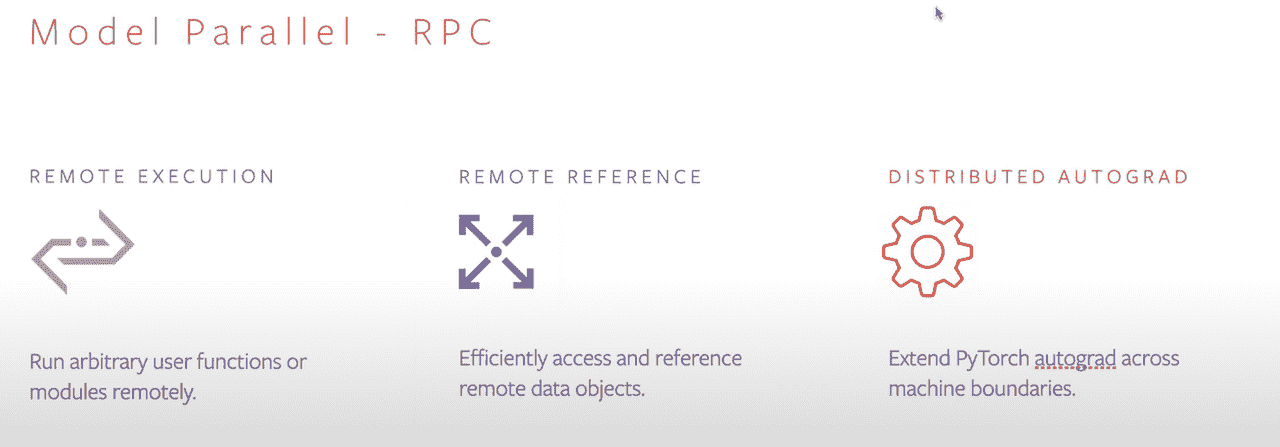 Model Parallel - RPC
REMOTE EXECUTION
Run arbitrary user functions or
modules remotely.
REMOTE REFERENCE
Efficiently access and reference
remote data objects.
DISTRIBUTED AUTOGRAD
Extend PyTorch autograd across
machine boundaries.